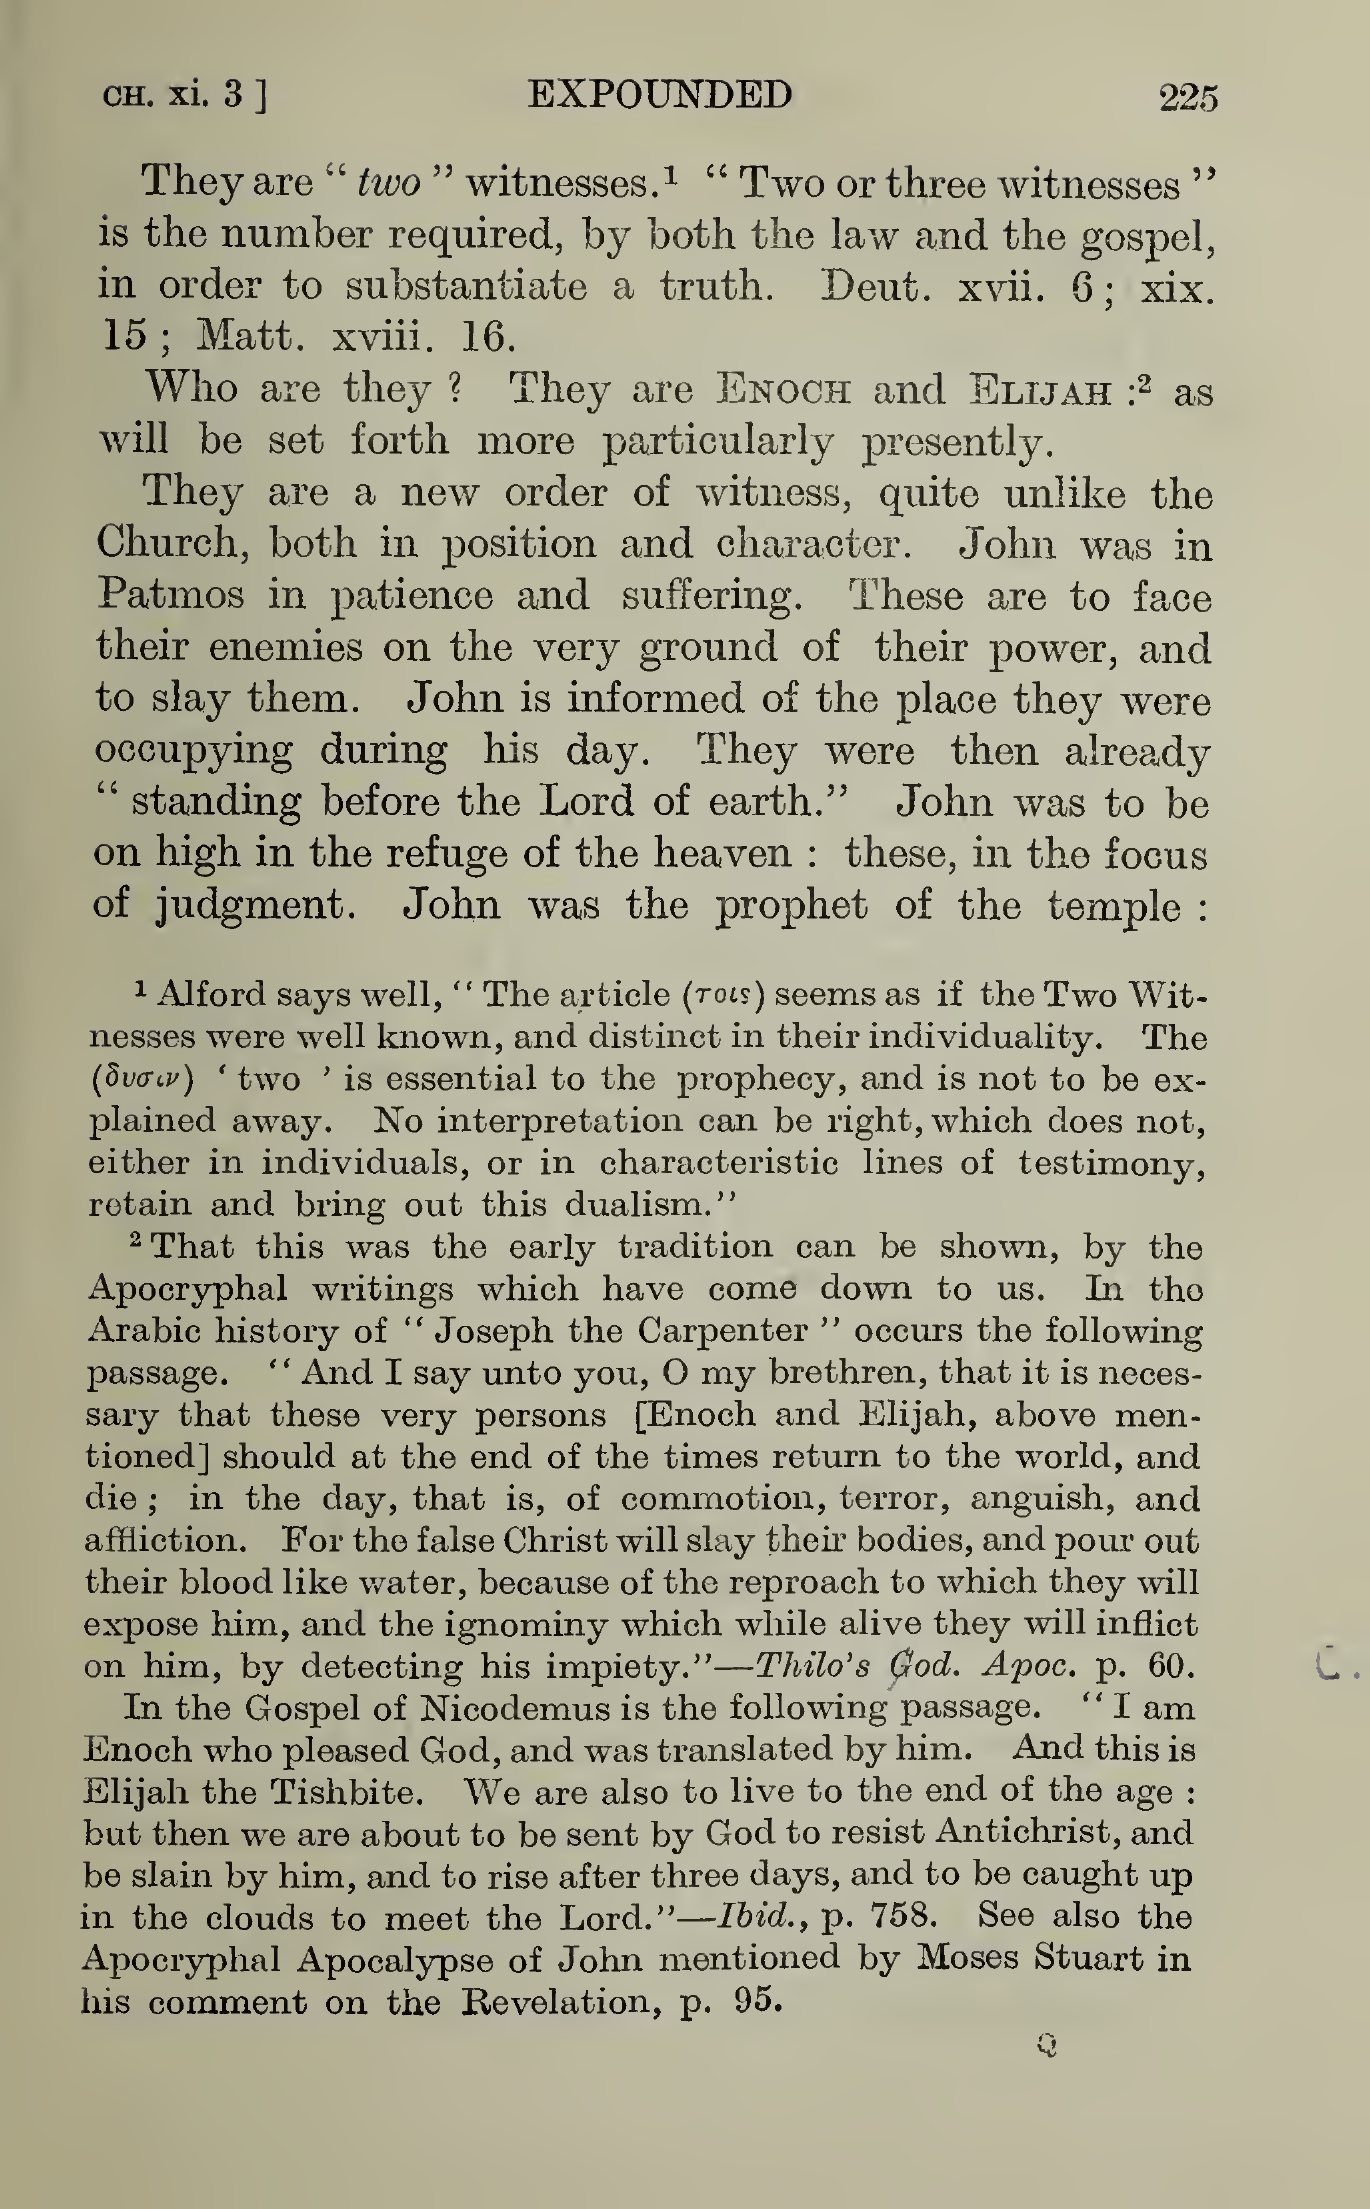 CH. xi. 3 ] EXPOUNDED 225
They are “ two ” witnesses.¹ “ Two or three witnesses ”
is the number required, by both the law and the gospel,
in order to substantiate a truth. Deut. xvii. 6 ; xix.
15 ; Matt. xviii. 16.
Who are they ? They are ENOCH and ELIJAH :² as
will be set forth more particularly presently.
They are a new order of witness, quite unlike the
Church, both in position and character. John was in
Patmos in patience and suffering. These are to face
their enemies on the very ground of their power, and
to slay them. John is informed of the place they were
occupying during his day. They were then already
“ standing before the Lord of earth.” John was to be
on high in the refuge of the heaven : these, in the focus
of judgment. John was the prophet of the temple :
¹ Alford says well, “ The article (τοις) seems as if the Two Wit-
nesses were well known, and distinct in their individuality. The
(δυσιν) ‘ two ’ is essential to the prophecy, and is not to be ex-
plained away. No interpretation can be right, which does not,
either in individuals, or in characteristic lines of testimony,
retain and bring out this dualism.”
² That this was the early tradition can be shown, by the
Apocryphal writings which have come down to us. In the
Arabic history of “ Joseph the Carpenter ” occurs the following
passage. “ And I say unto you, O my brethren, that it is neces-
sary that these very persons [Enoch and Elijah, above men-
tioned] should at the end of the times return to the world, and
die ; in the day, that is, of commotion, terror, anguish, and
affliction. For the false Christ will slay their bodies, and pour out
their blood like water, because of the reproach to which they will
expose him, and the ignominy which while alive they will inflict
on him, by detecting his impiety.”—Thilo’s God. Apoc. p. 60. C.
In the Gospel of Nicodemus is the following passage. “ I am
Enoch who pleased God, and was translated by him. And this is
Elijah the Tishbite. We are also to live to the end of the age :
but then we are about to be sent by God to resist Antichrist, and
be slain by him, and to rise after three days, and to be caught up
in the clouds to meet the Lord.”—Ibid., p. 758. See also the
Apocryphal Apocalypse of John mentioned by Moses Stuart in
his comment on the Revelation, p. 95.
Q